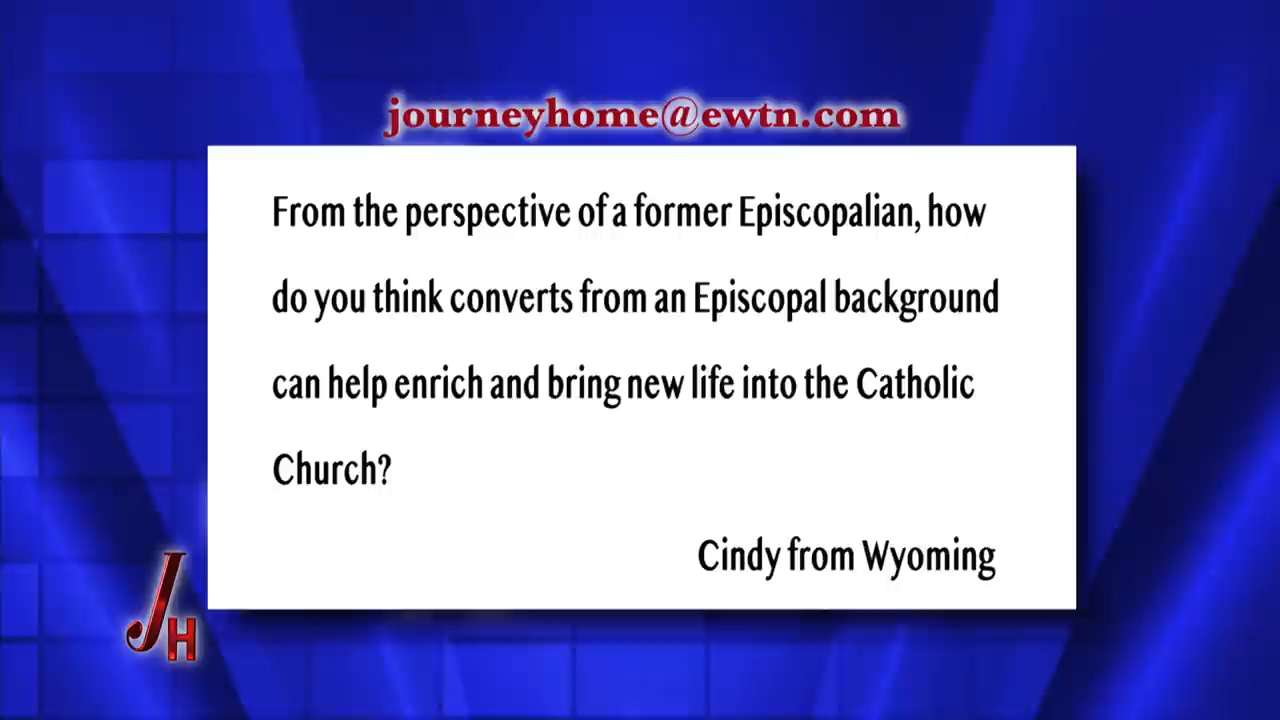 journeyhome@ewtn.com
From the perspective of a former Episcopalian, how
do you think converts from an Episcopal background
can help enrich and bring new life into the Catholic
Church?
Cindy from Wyoming
JH